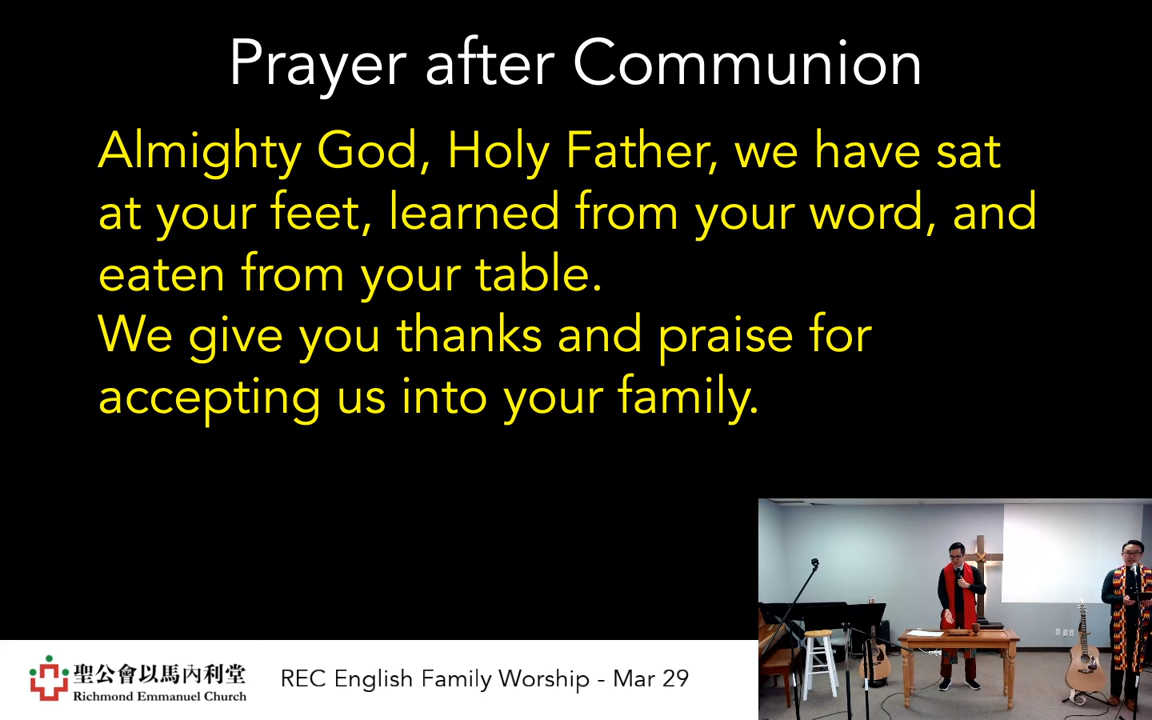 Prayer after Communion
Almighty God, Holy Father, we have sat
at your feet, learned from your word, and
eaten from your table.
We give you thanks and praise for
accepting us into your family.
聖公會以馬內利堂
Richmond Emmanuel Church
REC English Family Worship - Mar 29